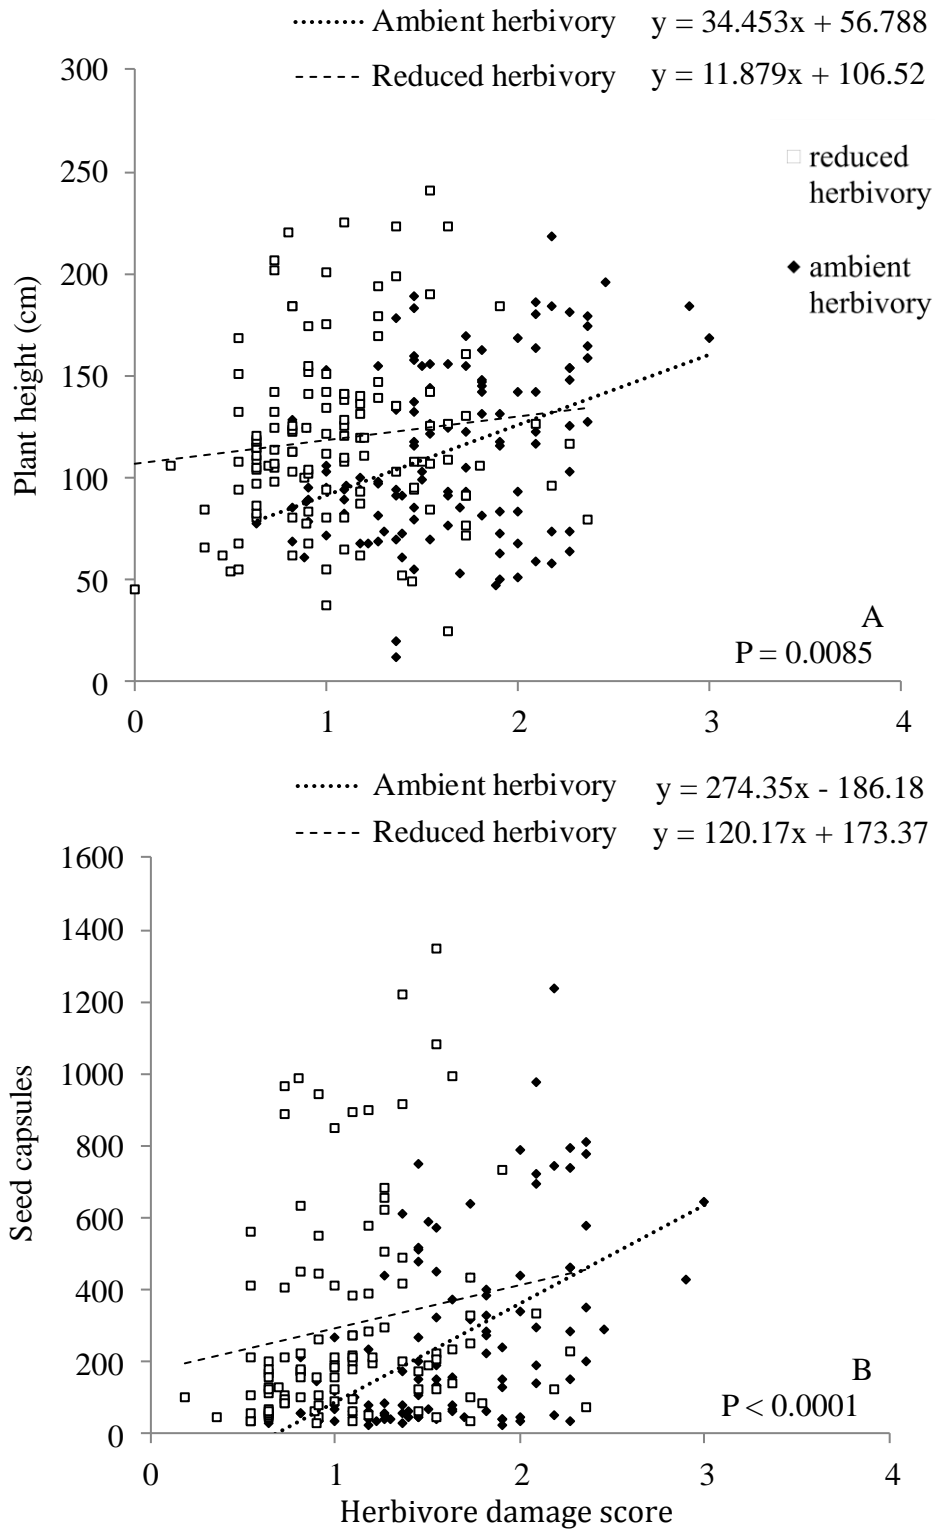 Ambient herbivory y = 34.453x + 56.788
Reduced herbivory y = 11.879x + 106.52
300
250
200
150
100
50
0
Plant height (cm)
reduced
herbivory
ambient
herbivory
A
P = 0.0085
0 1 2 3 4
Ambient herbivory y = 274.35x - 186.18
Reduced herbivory y = 120.17x + 173.37
1600
1400
1200
1000
800
600
400
200
0
Seed capsules
B
P < 0.0001
0 1 2 3 4
Herbivore damage score